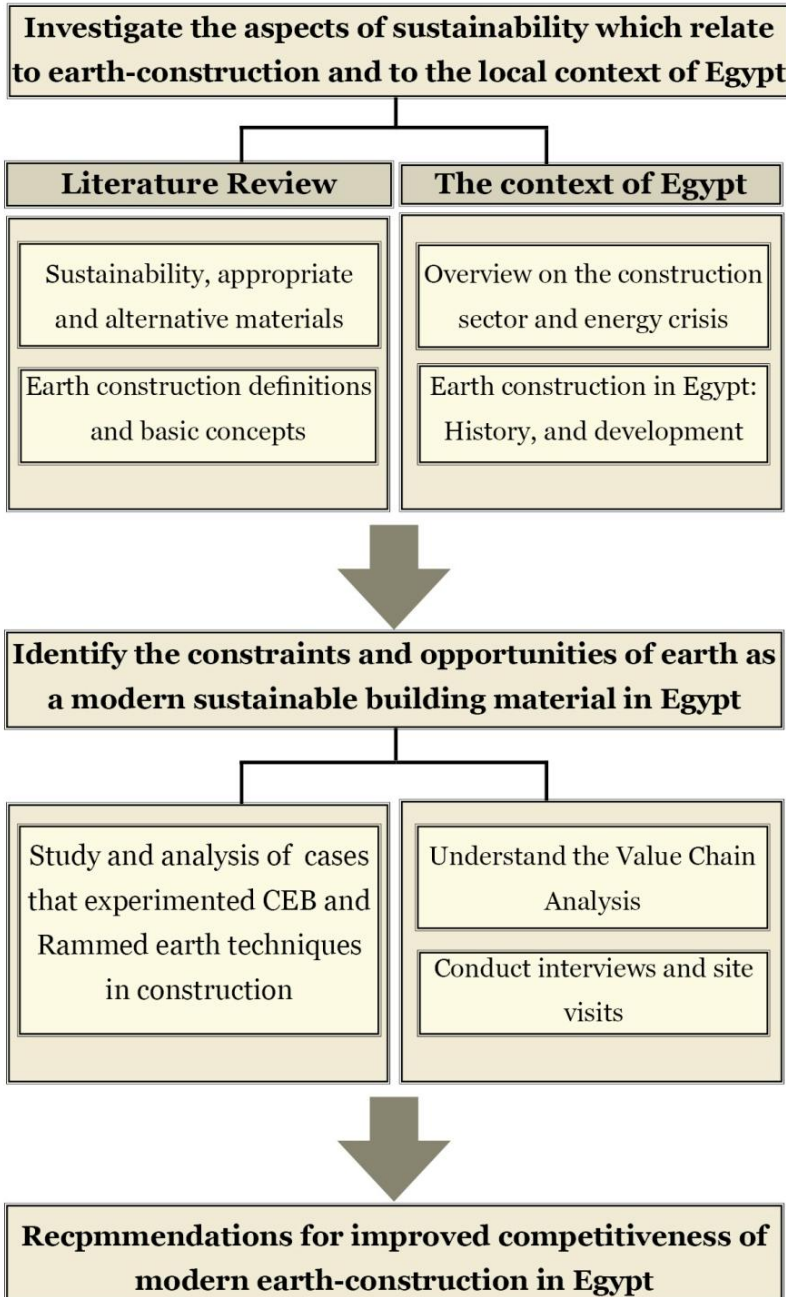 Investigate the aspects of sustainability which relate
to earth-construction and to the local context of Egypt
Literature Review
Sustainability, appropriate
and alternative materials
Earth construction definitions
and basic concepts
The context of Egypt
Overview on the construction
sector and energy crisis
Earth construction in Egypt:
History, and development
Identify the constraints and opportunities of earth as
a modern sustainable building material in Egypt
Study and analysis of cases
that experimented CEB and
Rammed earth techniques
in construction
Understand the Value Chain
Analysis
Conduct interviews and site
visits
Recpmmendations for improved competitiveness of
modern earth-construction in Egypt